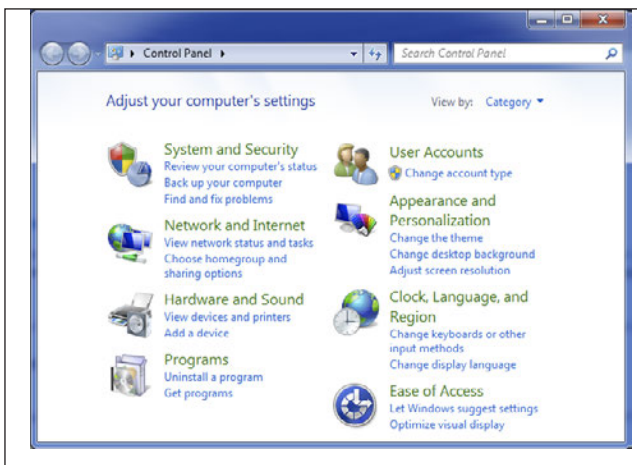 Control Panel
Search Control Panel
Adjust your computer's settings
View by: Category
System and Security
Review your computer's status
Back up your computer
Find and fix problems
Network and Internet
View network status and tasks
Choose homegroup and
sharing options
Hardware and Sound
View devices and printers
Add a device
Programs
Uninstall a program
Get programs
User Accounts
Change account type
Appearance and
Personalization
Change the theme
Change desktop background
Adjust screen resolution
Clock, Language, and
Region
Change keyboards or other
input methods
Change display language
Ease of Access
Let Windows suggest settings
Optimize visual display